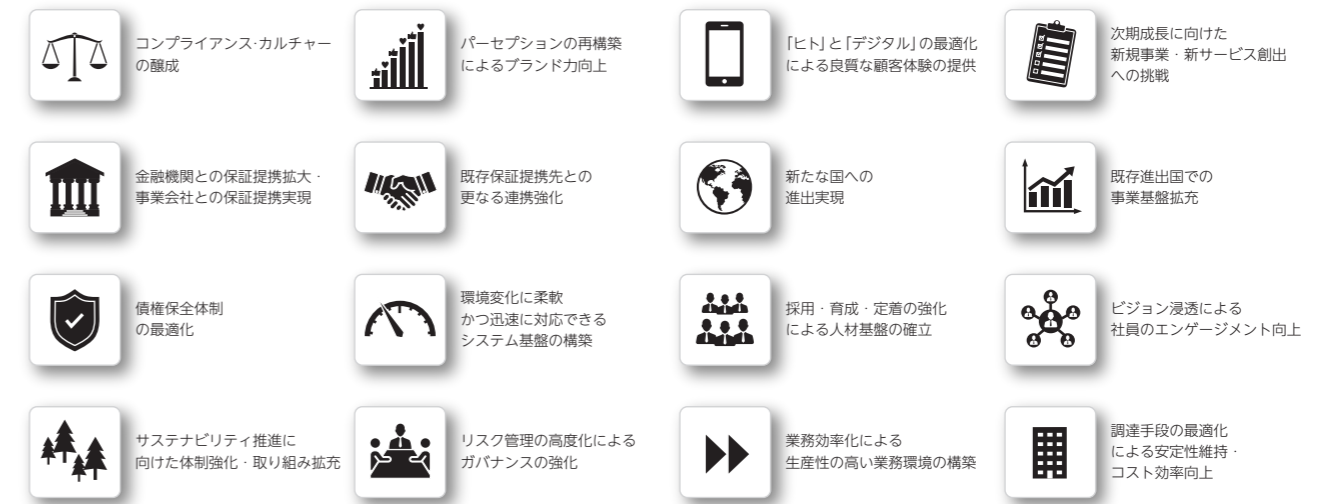 コンプライアンス・カルチャー
の醸成
パーセプションの再構築
によるブランド力向上
「ヒト」と「デジタル」の最適化
による良質な顧客体験の提供
次期成長に向けた
新規事業・新サービス創出
への挑戦
金融機関との保証提携拡大・
事業会社との保証提携実現
既存保証提携先との
更なる連携強化
新たな国への
進出実現
既存進出国での
事業基盤拡充
債権保全体制
の最適化
環境変化に柔軟
かつ迅速に対応できる
システム基盤の構築
採用・育成・定着の強化
による人材基盤の確立
ビジョン浸透による
社員のエンゲージメント向上
サステナビリティ推進に
向けた体制強化・取り組み拡充
リスク管理の高度化による
ガバナンスの強化
業務効率化による
生産性の高い業務環境の構築
調達手段の最適化
による安定性維持・
コスト効率向上